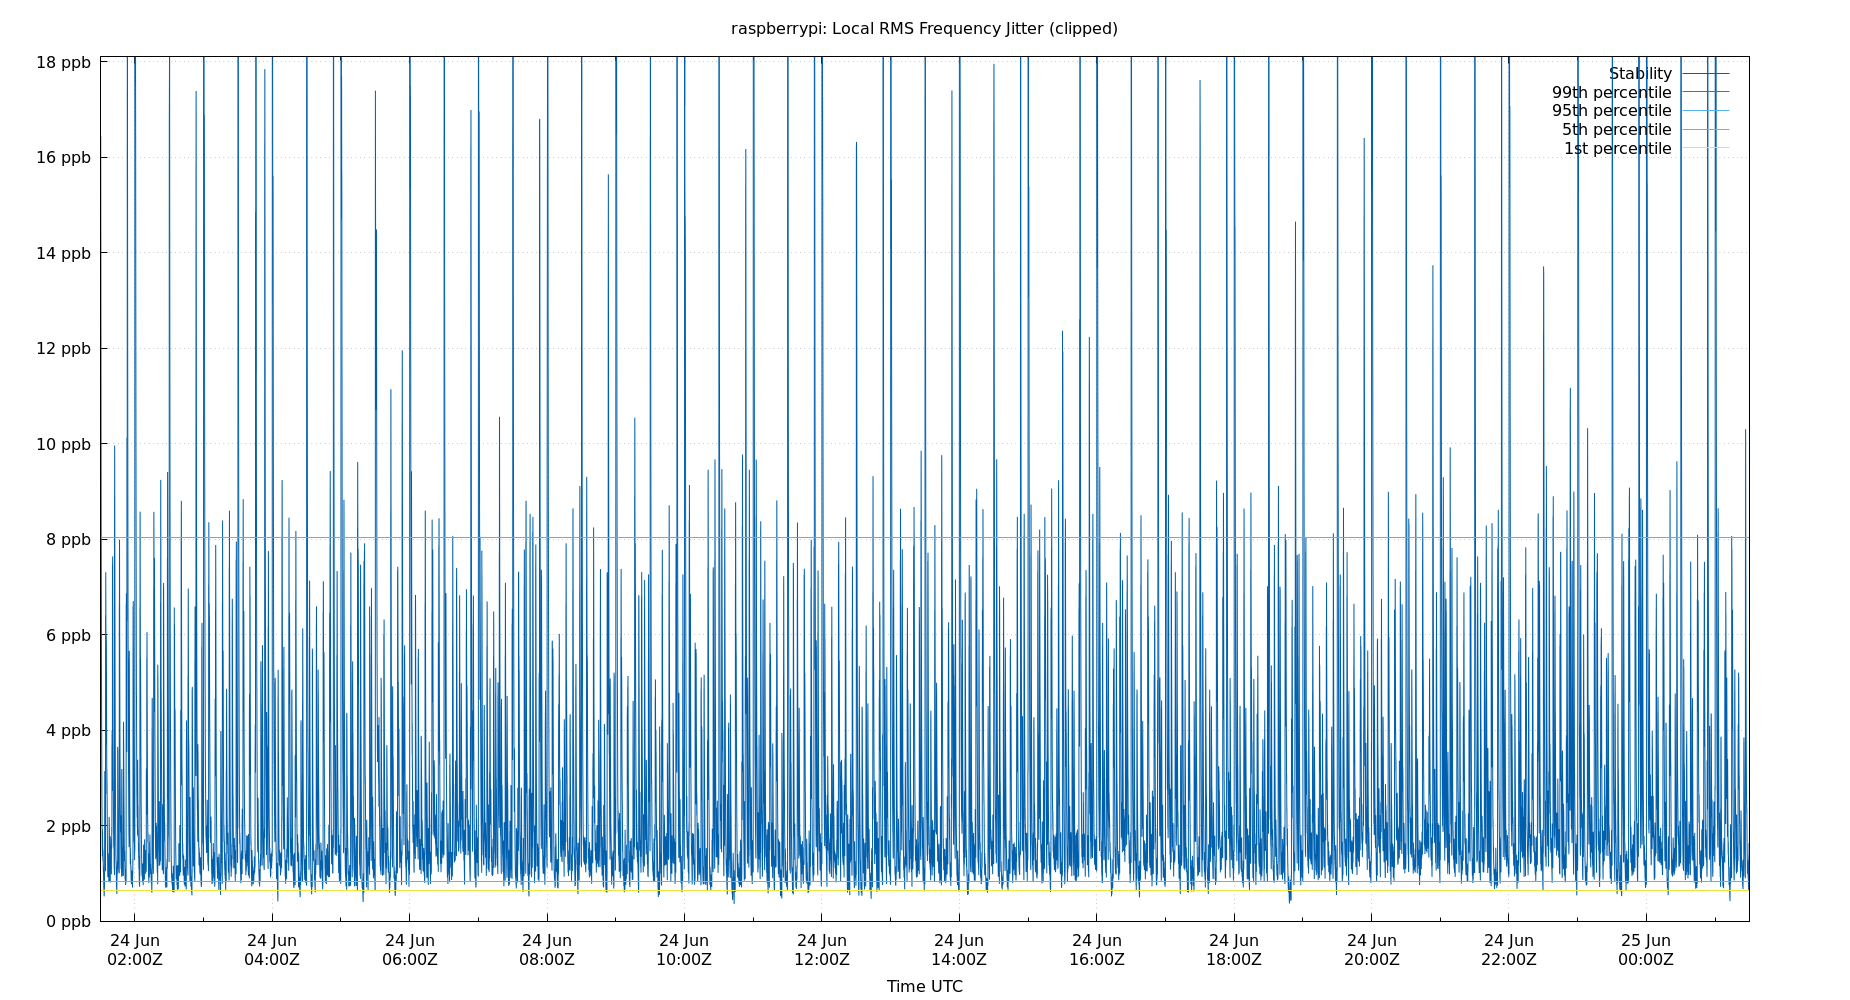 raspberrypi: Local RMS Frequency Jitter (clipped)
18 ppb
16 ppb
14 ppb
12 ppb
10 ppb
8 ppb
6 ppb
4 ppb
2 ppb
0 ppb
Stability
99th percentile
95th percentile
5th percentile
1st percentile
24 Jun 24 Jun 24 Jun 24 Jun 24 Jun 24 Jun 24 Jun 24 Jun 24 Jun 24 Jun 24 Jun 25 Jun
02:00Z 04:00Z 06:00Z 08:00Z 10:00Z 12:00Z 14:00Z 16:00Z 18:00Z 20:00Z 22:00Z 00:00Z
Time UTC